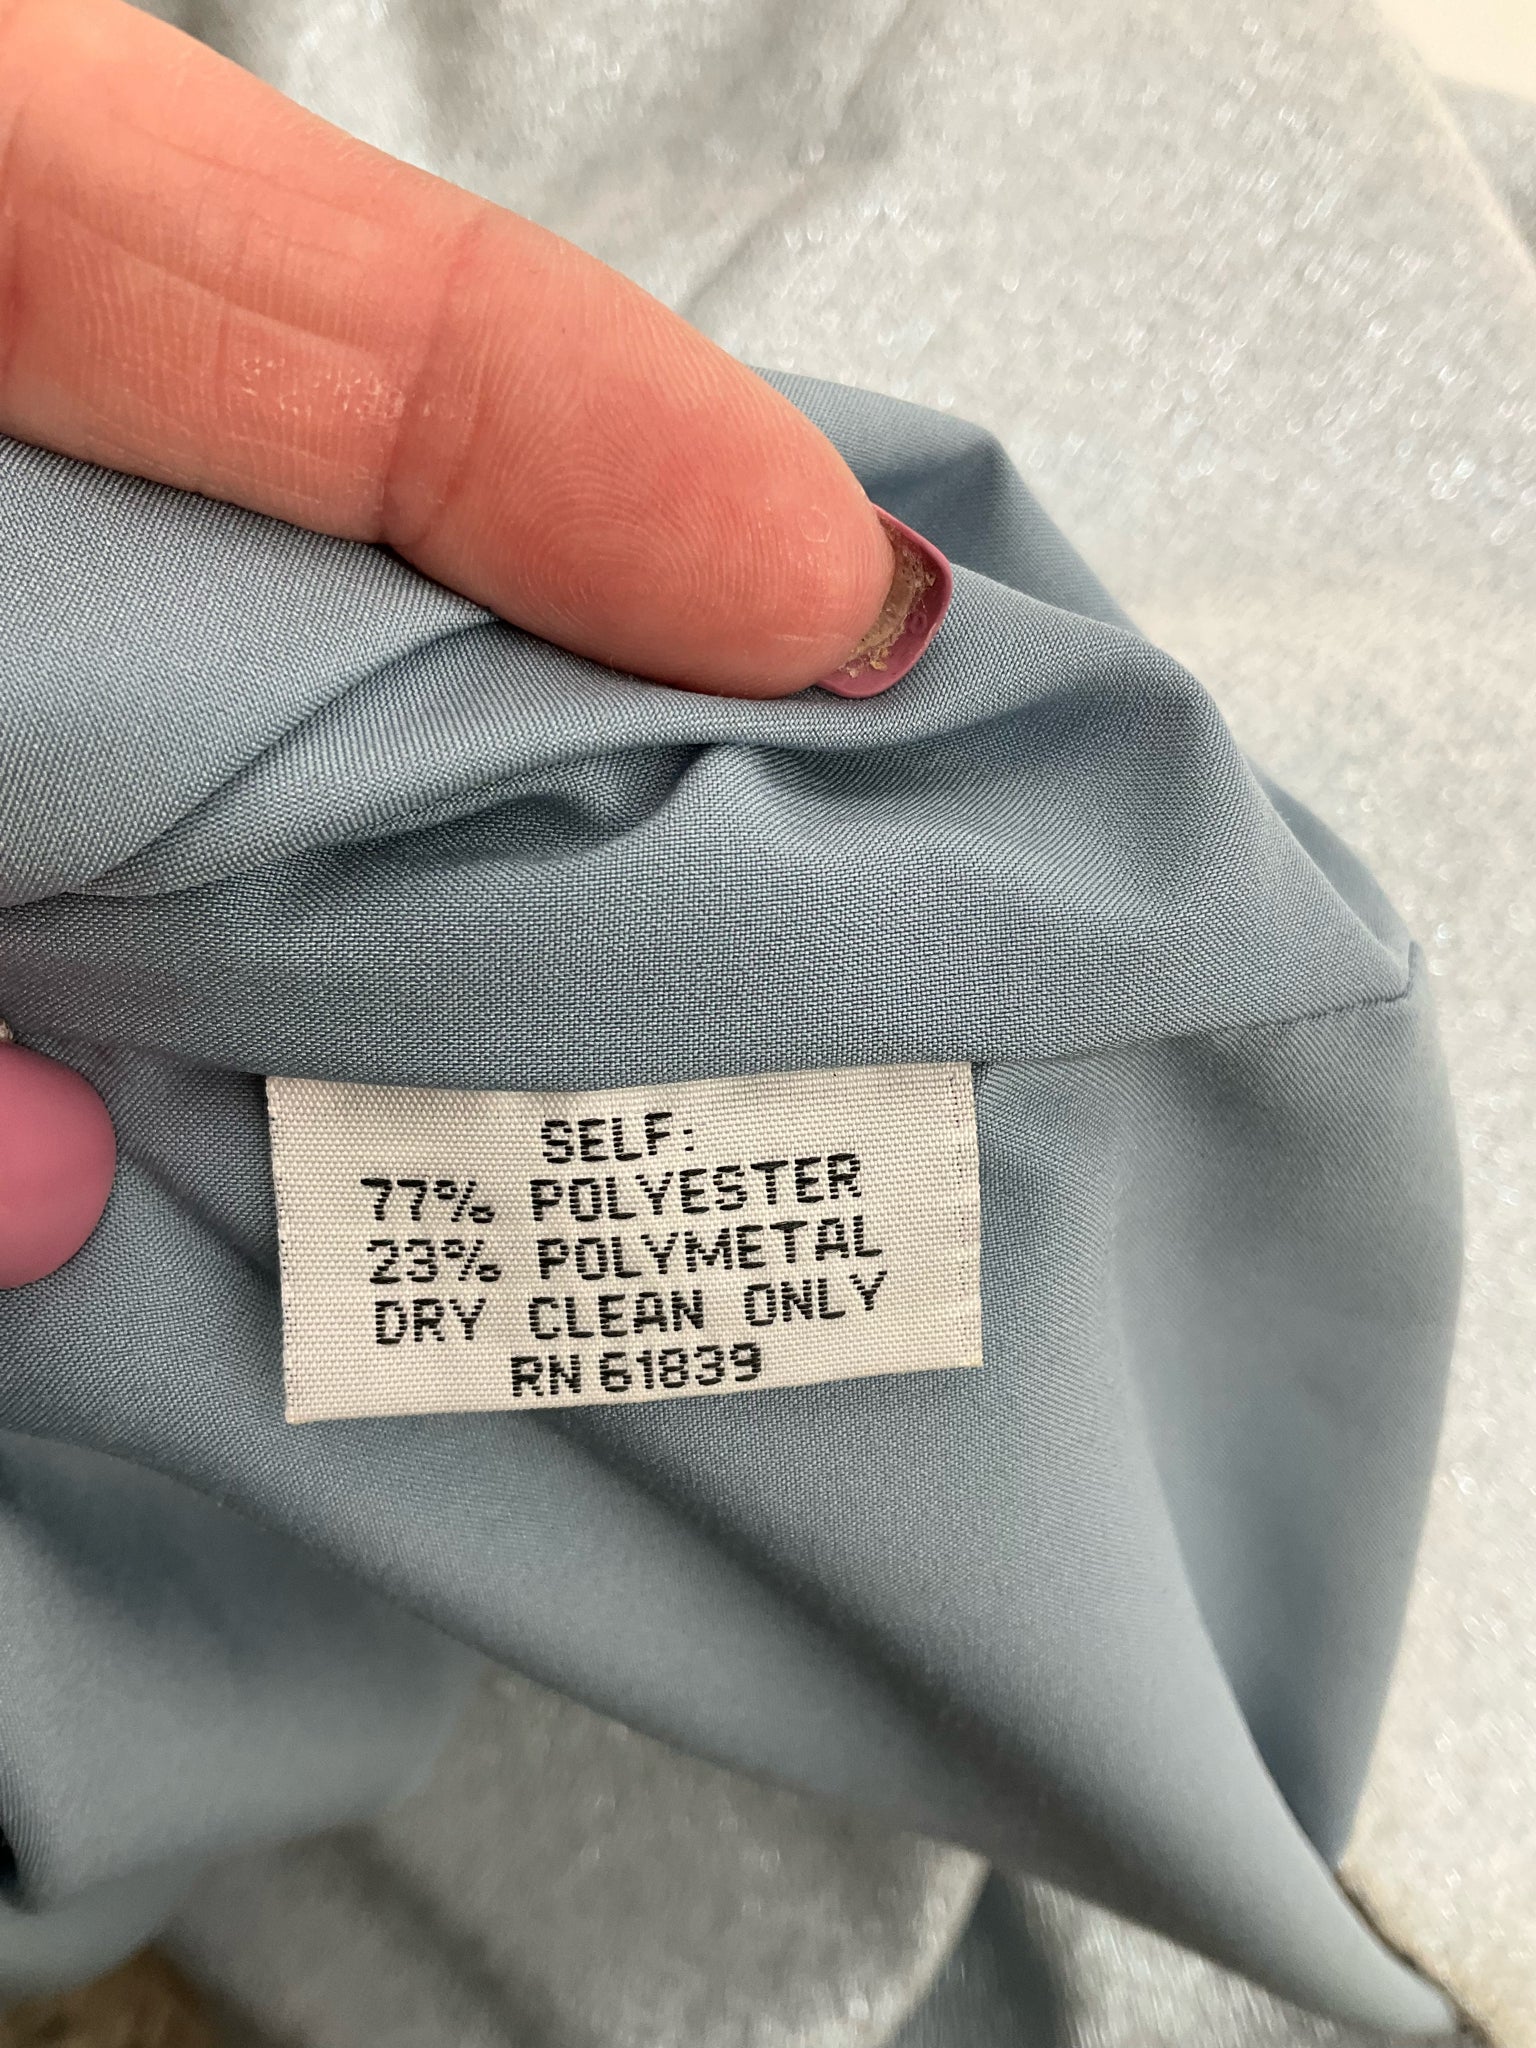 SELF:
77% POLYESTER
23% POLYMETAL
DRY CLEAN ONLY
RN 61839